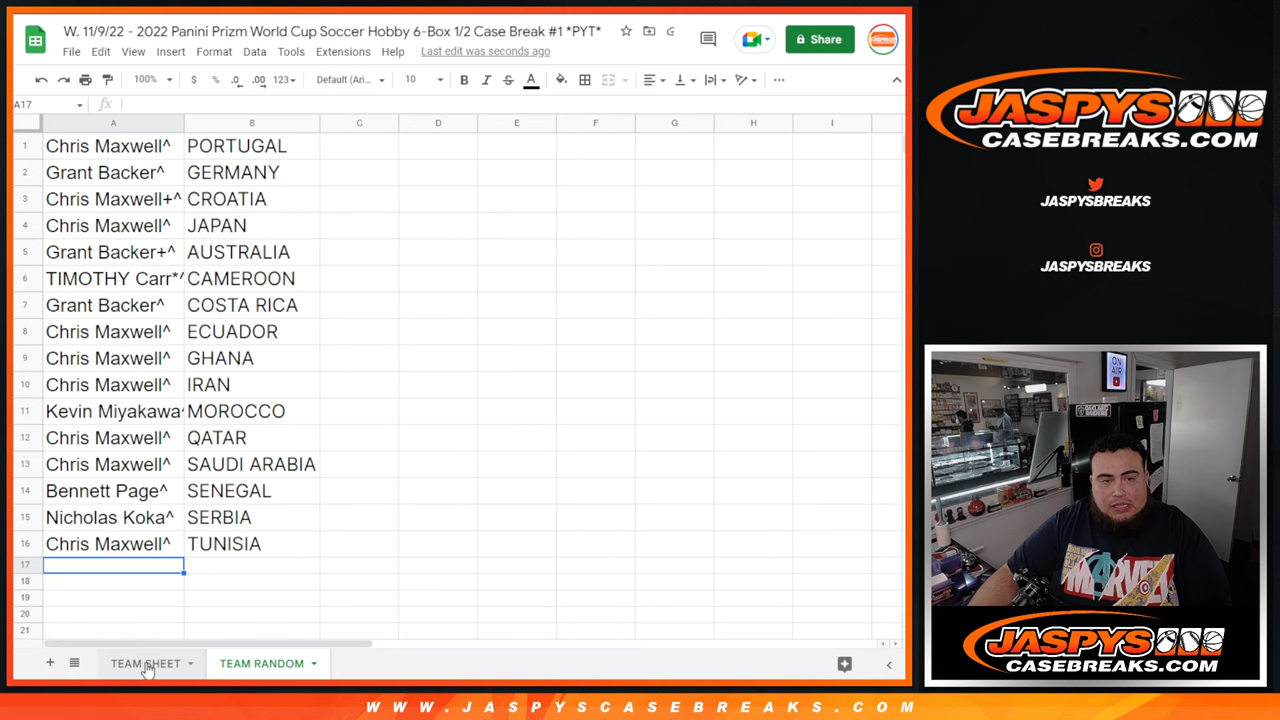 W. 11/9/22 - 2022 Panini Prizm World Cup Soccer Hobby 6-Box 1/2 Case Break #1 *PYT*
File Edit View Insert Format Data Tools Extensions Help Last edit was seconds ago
Share
100% $ % .0 .00 123 Default (Ari... 10 B I S A
A17 fx
A B C D E F G H I
1 Chris Maxwell^ PORTUGAL
2 Grant Backer^ GERMANY
3 Chris Maxwell+^ CROATIA
4 Chris Maxwell^ JAPAN
5 Grant Backer+^ AUSTRALIA
6 TIMOTHY Carr*^ CAMEROON
7 Grant Backer^ COSTA RICA
8 Chris Maxwell^ ECUADOR
9 Chris Maxwell^ GHANA
10 Chris Maxwell^ IRAN
11 Kevin Miyakawa^ MOROCCO
12 Chris Maxwell^ QATAR
13 Chris Maxwell^ SAUDI ARABIA
14 Bennett Page^ SENEGAL
15 Nicholas Koka^ SERBIA
16 Chris Maxwell^ TUNISIA
17
18
19
20
21
TEAM SHEET TEAM RANDOM
JASPYS
CASEBREAKS.COM
JASPYSBREAKS
JASPYSBREAKS
ON
AIR
MARVEL
JASPYS
CASEBREAKS.COM
WWW.JASPYSCASEBREAKS.COM